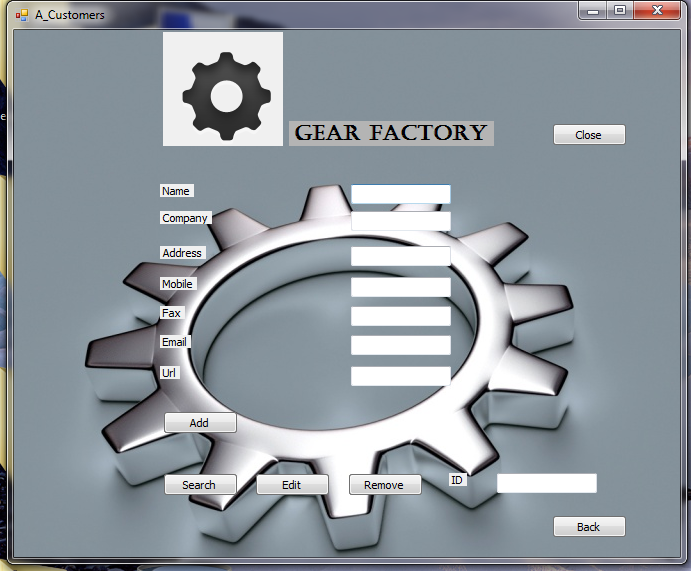 A_Customers
GEAR FACTORY
Close
Name
Company
Address
Mobile
Fax
Email
Url
Add
Search Edit Remove ID
Back